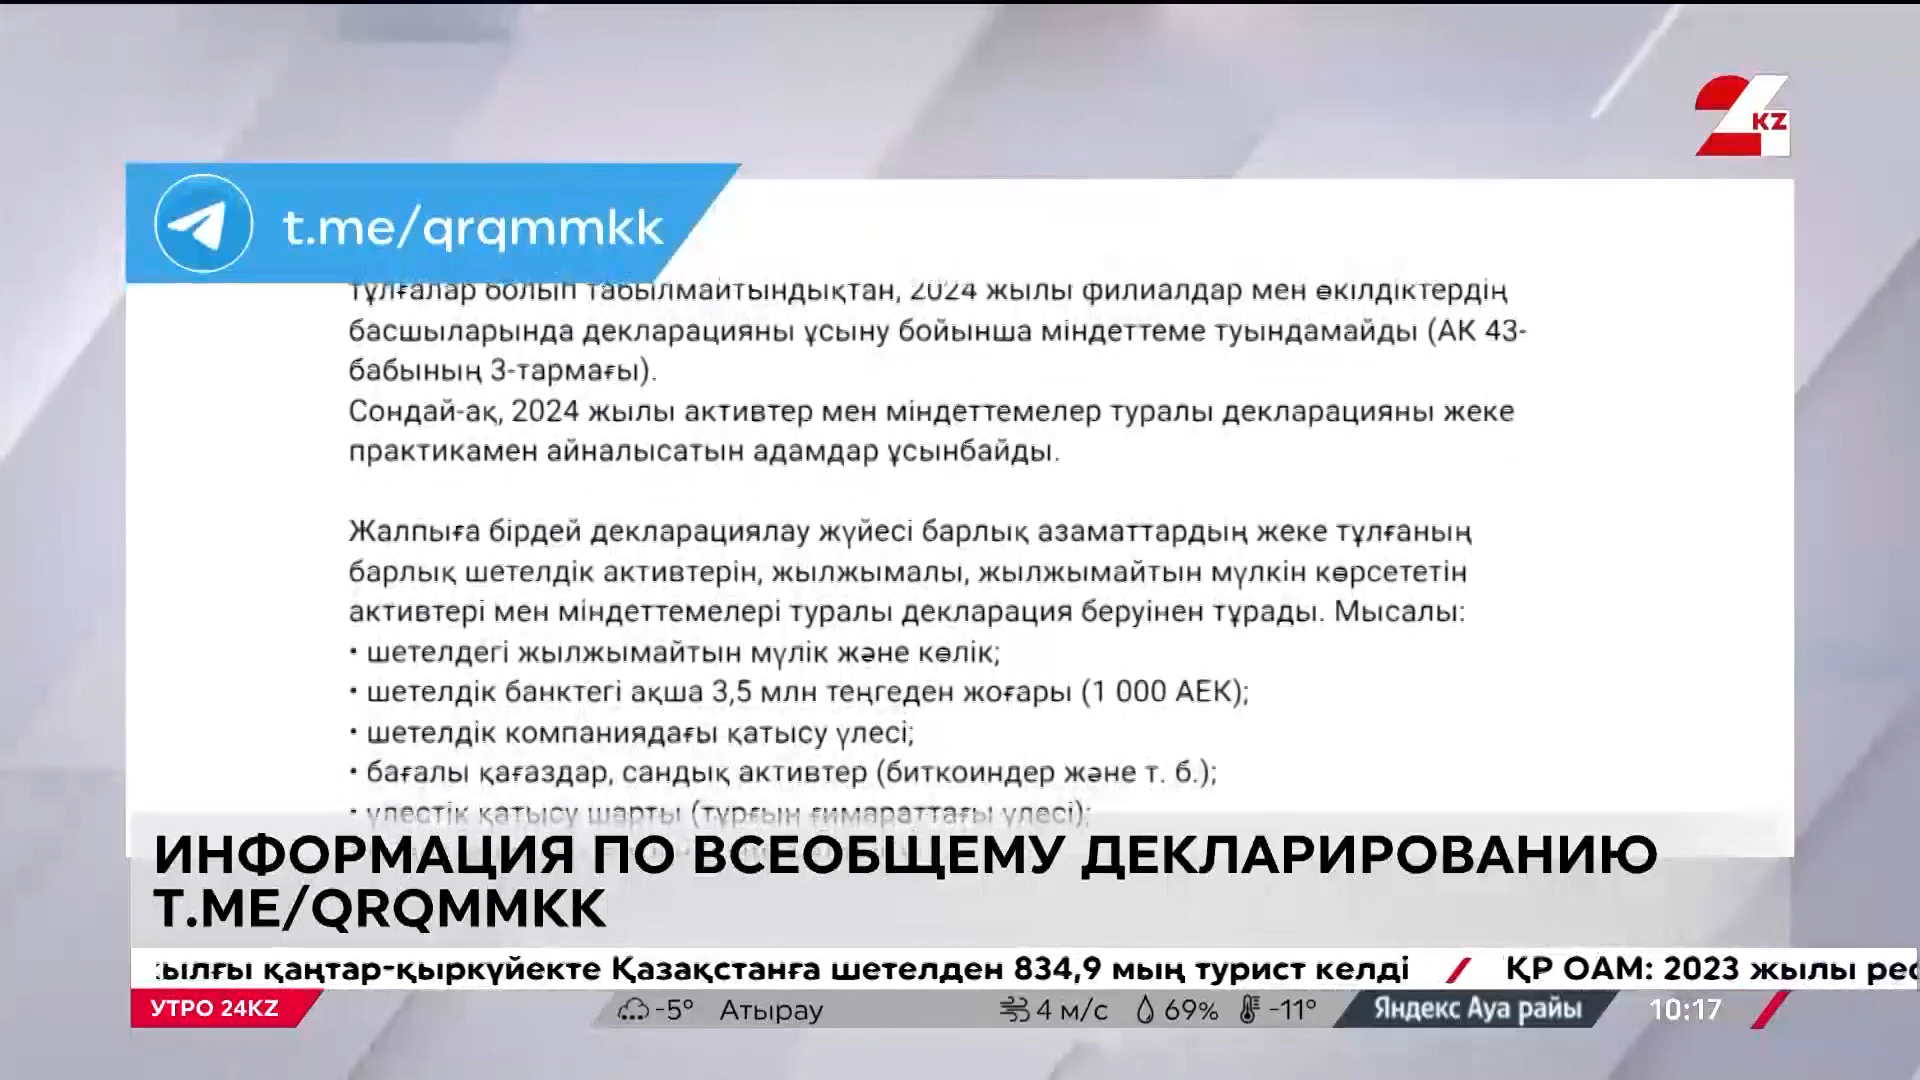 24KZ
t.me/qrqmmkk
тұлғалар болып табылмайтындықтан, 2024 жылы филиалдар мен өкілдіктердің
басшыларында декларацияны ұсыну бойынша міндеттеме туындамайды (АК 43-
бабының 3-тармағы).
Сондай-ақ, 2024 жылы активтер мен міндеттемелер туралы декларацияны жеке
практикамен айналысатын адамдар ұсынбайды.
Жалпыға бірдей декларациялау жүйесі барлық азаматтардың жеке тұлғаның
барлық шетелдік активтерін, жылжымалы, жылжымайтын мүлкін көрсететін
активтері мен міндеттемелері туралы декларация беруінен тұрады. Мысалы:
• шетелдегі жылжымайтын мүлік және көлік;
• шетелдік банктегі ақша 3,5 млн теңгеден жоғары (1 000 АЕК);
• шетелдік компаниядағы қатысу үлесі;
• бағалы қағаздар, сандық активтер (биткоиндер және т. б.);
• үлестік қатысу шарты (тұрғын ғимараттағы үлесі);
ИНФОРМАЦИЯ ПО ВСЕОБЩЕМУ ДЕКЛАРИРОВАНИЮ
T.ME/QRQMMKK
ылғы қаңтар-қыркүйекте Қазақстанға шетелден 834,9 мың турист келді / ҚР ОАМ: 2023 жылы рес
УТРО 24KZ -5° Атырау 4 м/с 69% -11° Яндекс Ауа райы 10:17